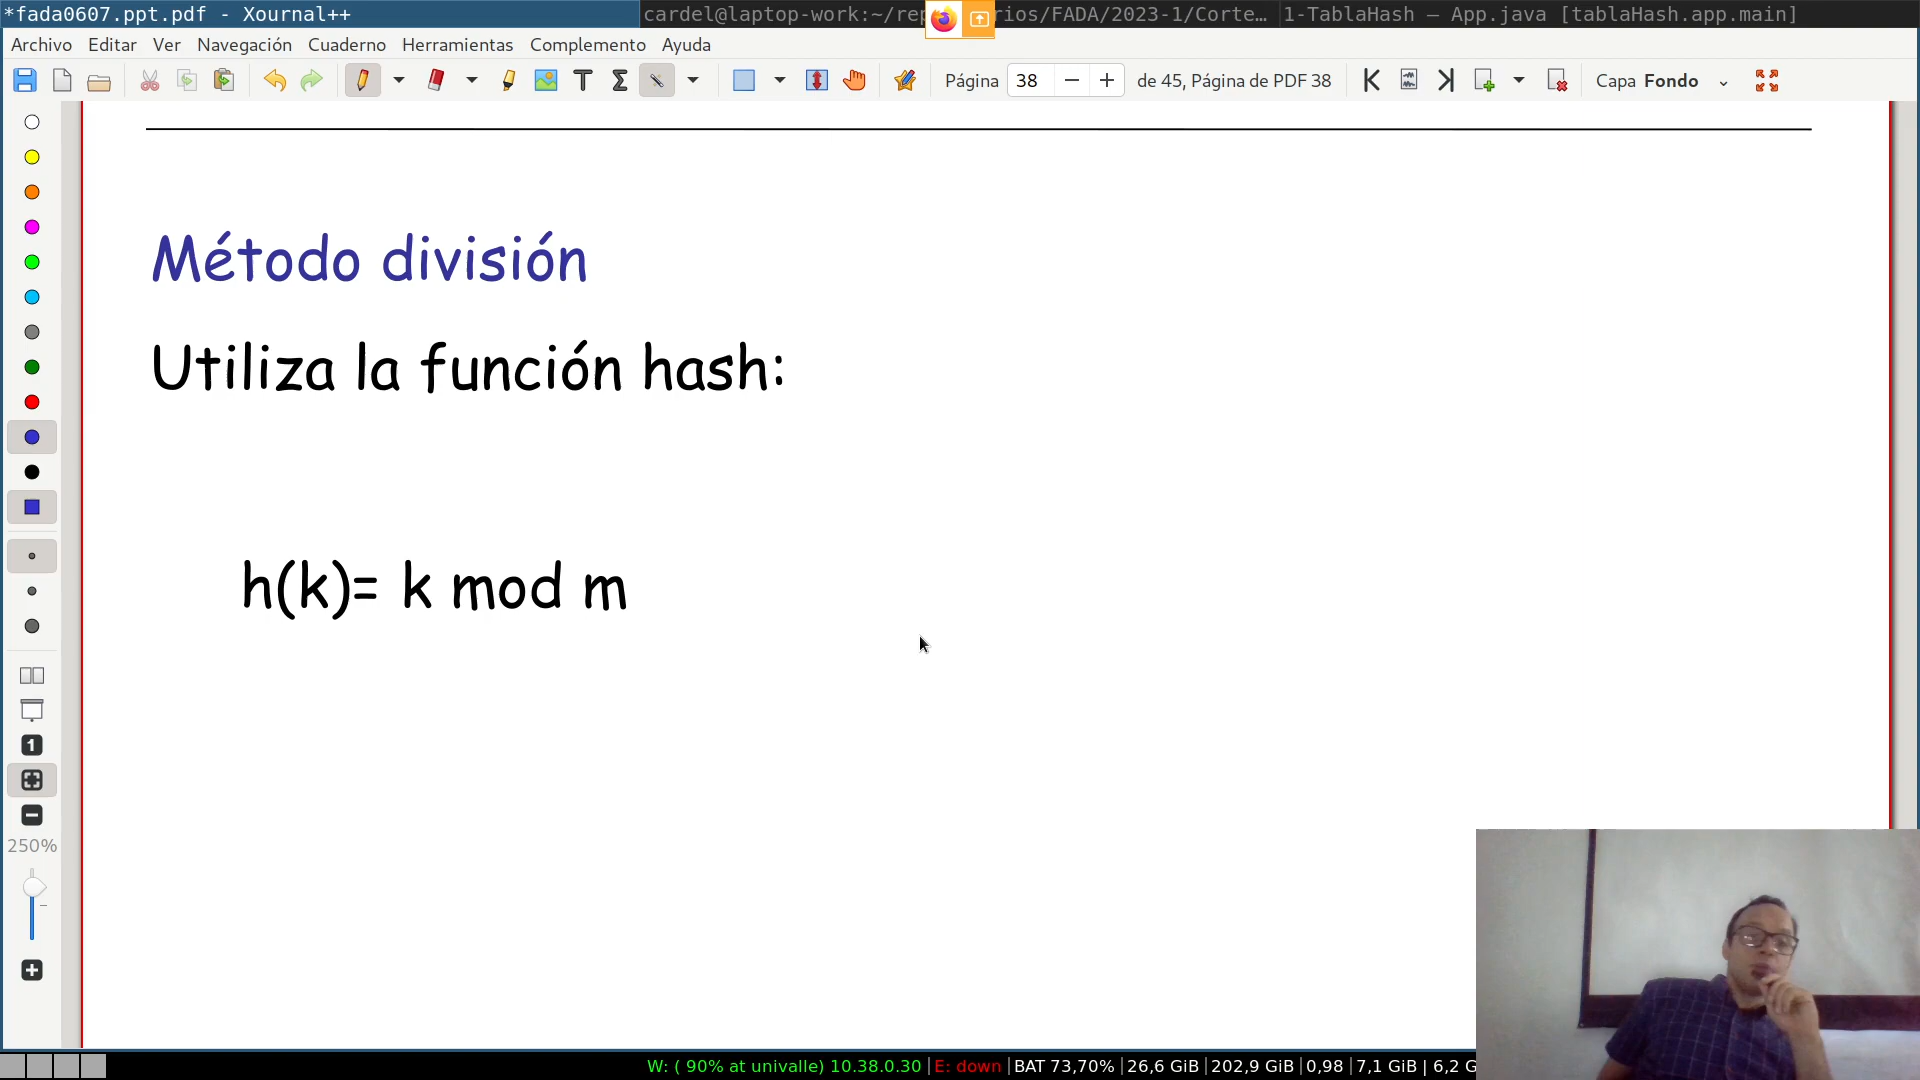 *fada0607.ppt.pdf - Xournal++
cardel@laptop-work:~/rep rios/FADA/2023-1/Corte...
1-TablaHash – App.java [tablaHash.app.main]
Archivo Editar Ver Navegación Cuaderno Herramientas Complemento Ayuda
Página 38 de 45, Página de PDF 38 Capa Fondo
Método división
Utiliza la función hash:
h(k)= k mod m
250%
W: ( 90% at univalle) 10.38.0.30 | E: down | BAT 73,70% | 26,6 GiB | 202,9 GiB | 0,98 | 7,1 GiB | 6,2 G